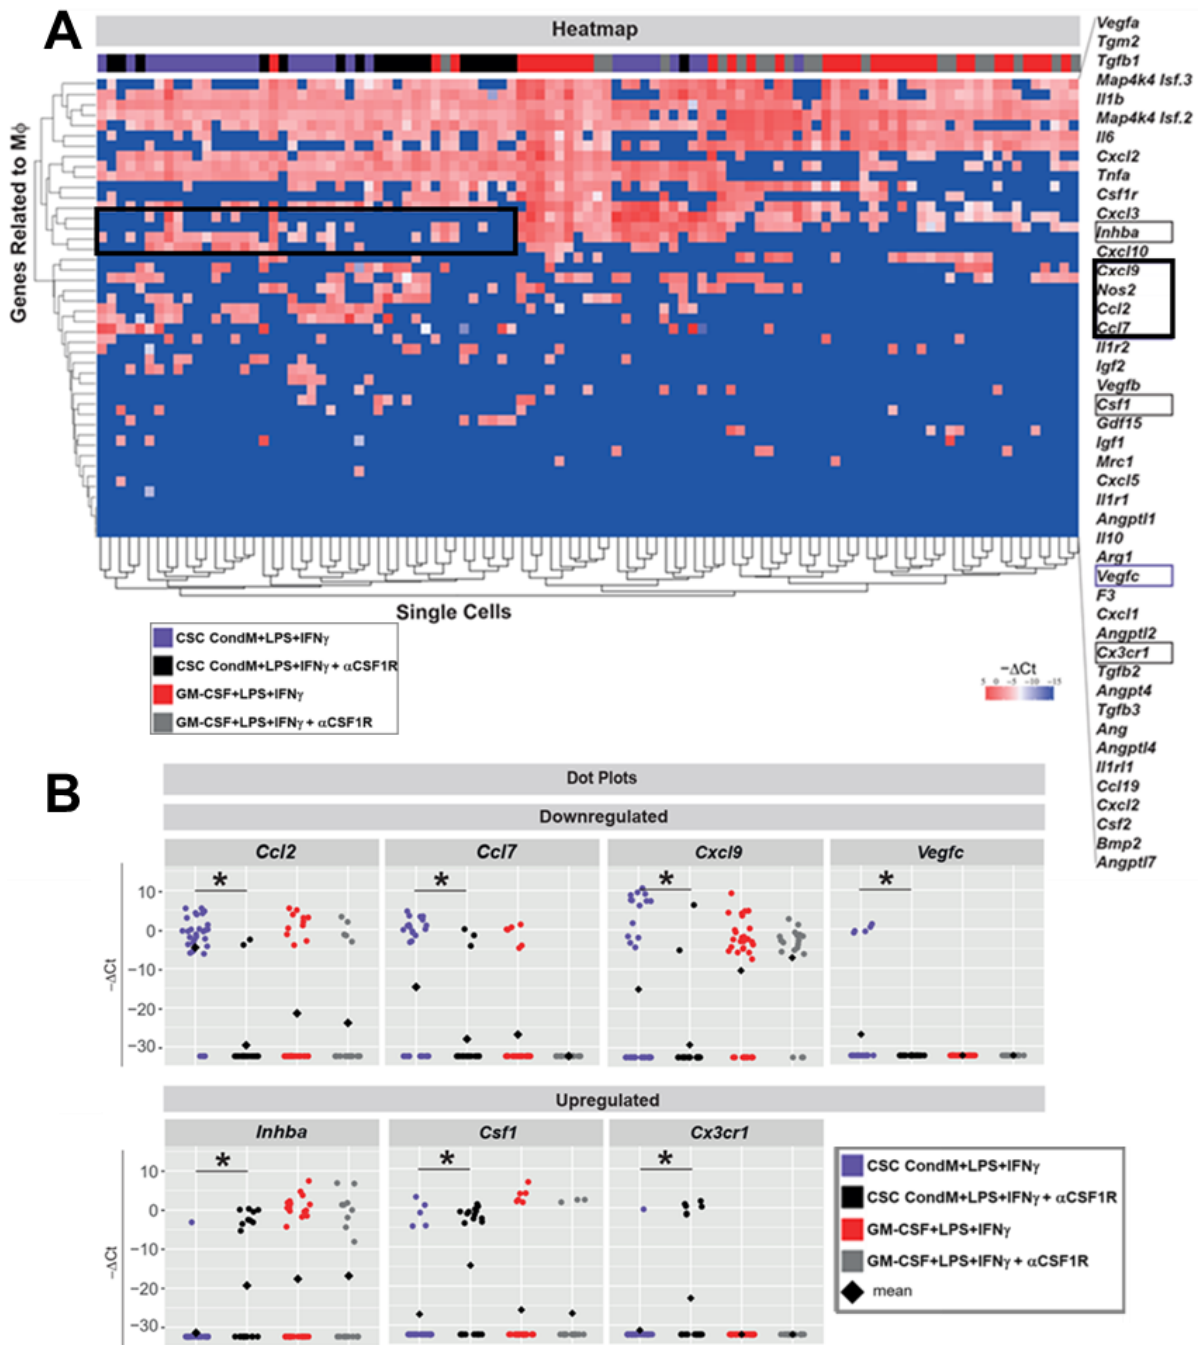 A
Heatmap
Genes Related to Mϕ
Vegfa
Tgm2
Tgfb1
Map4k4 Isf.3
Il1b
Map4k4 Isf.2
Il6
Cxcl2
Tnfa
Csf1r
Cxcl3
Inhba
Cxcl10
Cxcl9
Nos2
Ccl2
Ccl7
Il1r2
Igf2
Vegfb
Csf1
Gdf15
Igf1
Mrc1
Cxcl5
Il1r1
Angptl1
Il10
Arg1
Vegfc
F3
Cxcl1
Angptl2
Cx3cr1
Tgfb2
Angpt4
Tgfb3
Ang
Angptl4
Il1rl1
Ccl19
Cxcl2
Csf2
Bmp2
Angptl7
Single Cells
CSC CondM+LPS+IFNγ
CSC CondM+LPS+IFNγ + αCSF1R
GM-CSF+LPS+IFNγ
GM-CSF+LPS+IFNγ + αCSF1R
−ΔCt
5 0 −5 −10 −15
B
Dot Plots
Downregulated
Ccl2 Ccl7 Cxcl9 Vegfc
* * * *
10
0
−10
−20
−30
−ΔCt
Upregulated
Inhba Csf1 Cx3cr1
* * *
10
0
−10
−20
−30
−ΔCt
CSC CondM+LPS+IFNγ
CSC CondM+LPS+IFNγ + αCSF1R
GM-CSF+LPS+IFNγ
GM-CSF+LPS+IFNγ + αCSF1R
mean